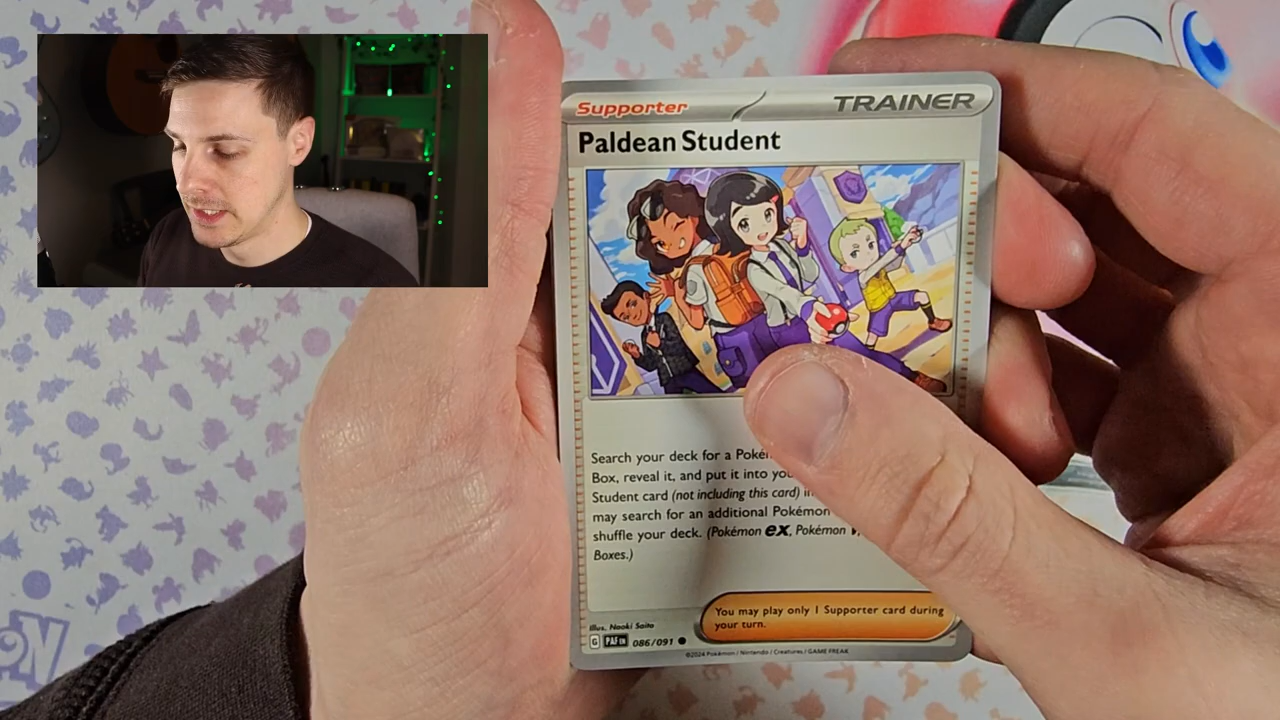 Supporter
TRAINER
Paldean Student
Search your deck for a
Box, reveal it, and put it into
Student card (not including this card)
may search for an additional Pokémon
shuffle your deck. (Pokémon ex, Pokémon
Boxes.)
You may play only 1 Supporter card during
your turn.
Illus. Naoki Saito
G PAF EN 086/091
©2024 Pokémon / Nintendo / Creatures / GAME FREAK